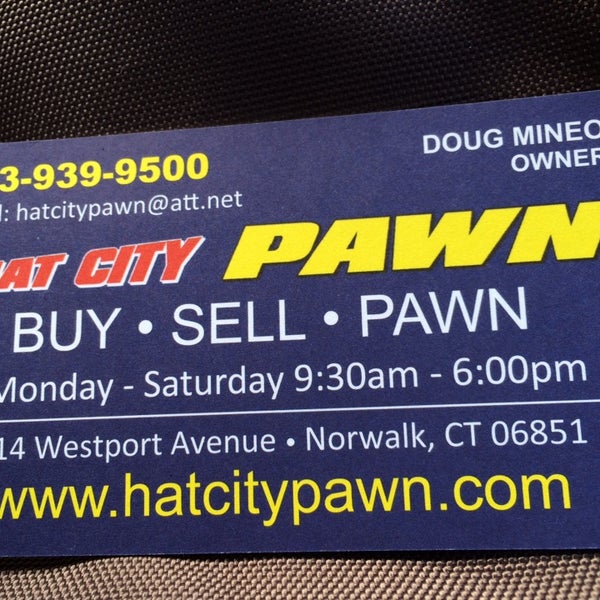 3-939-9500
DOUG MINEO
OWNER
l: hatcitypawn@att.net
HAT CITY PAWN
BUY • SELL • PAWN
Monday - Saturday 9:30am - 6:00pm
14 Westport Avenue • Norwalk, CT 06851
www.hatcitypawn.com